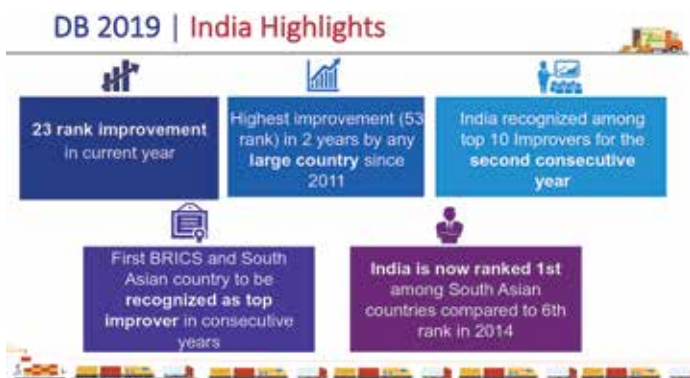 DB 2019 | India Highlights
23 rank improvement
in current year
Highest improvement (53
rank) in 2 years by any
large country since
2011
India recognized among
top 10 Improvers for the
second consecutive
year
First BRICS and South
Asian country to be
recognized as top
improver in consecutive
years
India is now ranked 1st
among South Asian
countries compared to 6th
rank in 2014